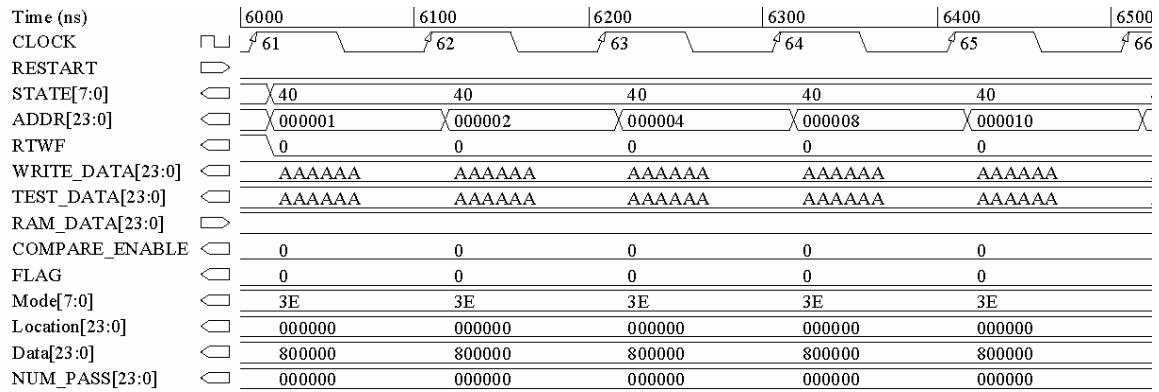 Time (ns) 6000 6100 6200 6300 6400 6500
CLOCK 61 62 63 64 65 66
RESTART
STATE[7:0] 40 40 40 40 40
ADDR[23:0] 000001 000002 000004 000008 000010
RTWF 0 0 0 0 0
WRITE_DATA[23:0] AAAAAA AAAAAA AAAAAA AAAAAA AAAAAA
TEST_DATA[23:0] AAAAAA AAAAAA AAAAAA AAAAAA AAAAAA
RAM_DATA[23:0]
COMPARE_ENABLE 0 0 0 0 0
FLAG 0 0 0 0 0
Mode[7:0] 3E 3E 3E 3E 3E
Location[23:0] 000000 000000 000000 000000 000000
Data[23:0] 800000 800000 800000 800000 800000
NUM_PASS[23:0] 000000 000000 000000 000000 000000